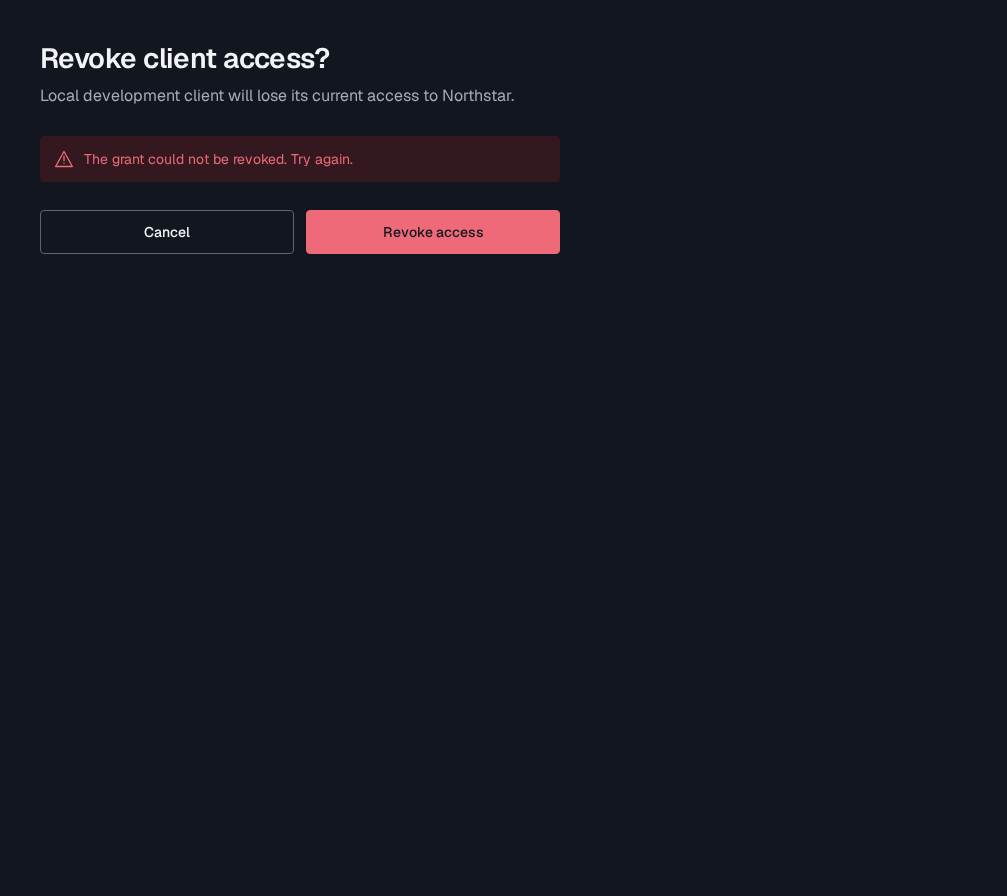 Revoke client access?
Local development client will lose its current access to Northstar.
The grant could not be revoked. Try again.
Cancel
Revoke access